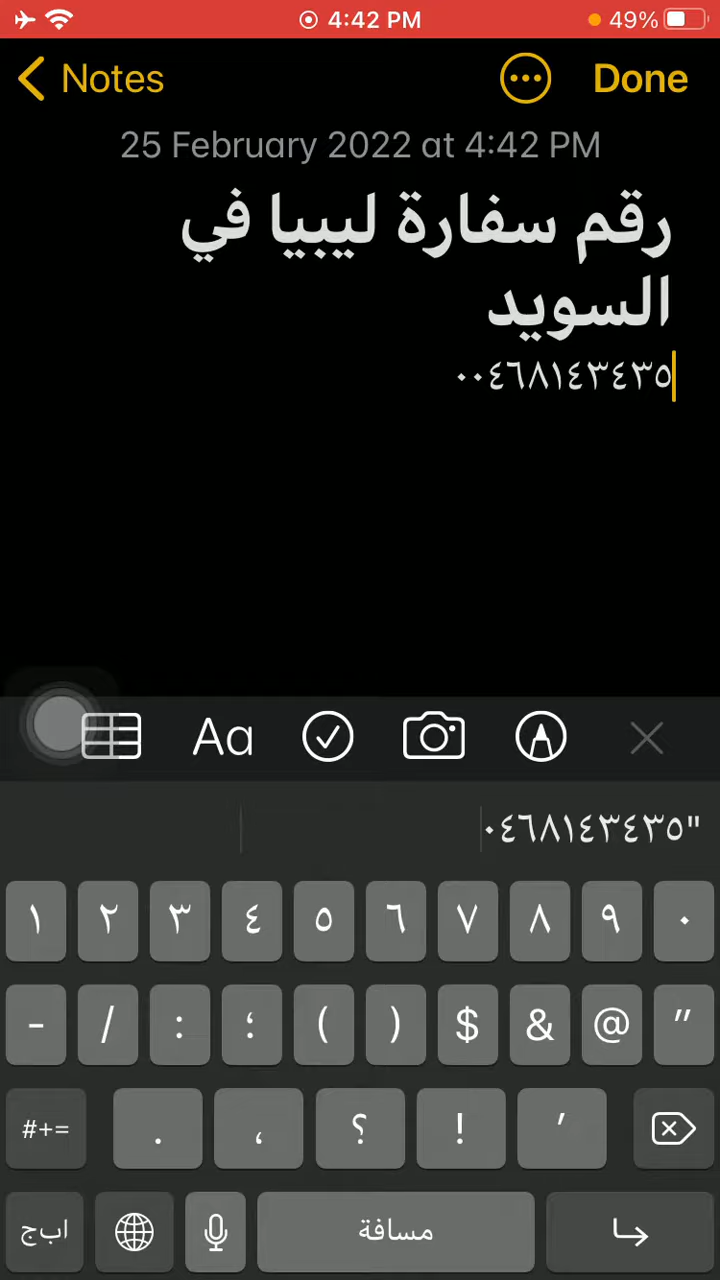 4:42 PM
49%
Notes
Done
25 February 2022 at 4:42 PM
رقم سفارة ليبيا في
السويد
٠٠٤٦٨١٤٣٤٣٥
Aa
٠٤٦٨١٤٣٤٣٥"
١ ٢ ٣ ٤ ٥ ٦ ٧ ٨ ٩ ٠
- / : ؛ ( ) $ & @ "
#+= . ، ؟ ! '
اب‌ج مسافة